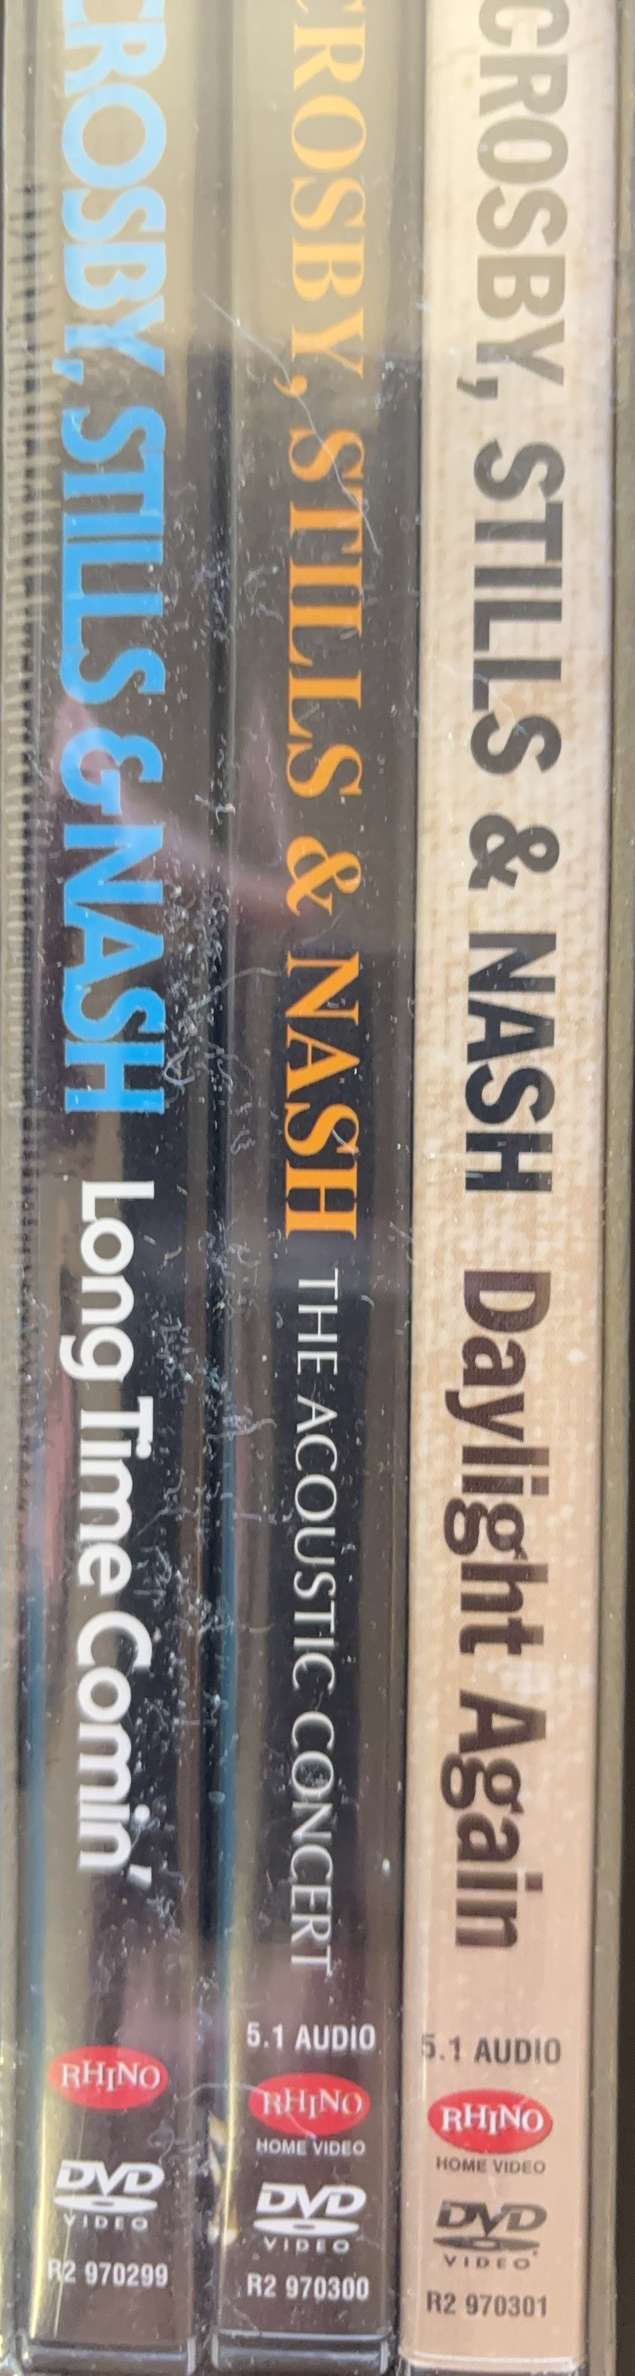 CROSBY, STILLS & NASH Long Time Comin'
RHINO
DVD
VIDEO
R2 970299
CROSBY, STILLS & NASH THE ACOUSTIC CONCERT
5.1 AUDIO
RHINO
HOME VIDEO
DVD
VIDEO
R2 970300
CROSBY, STILLS & NASH Daylight Again
5.1 AUDIO
RHINO
HOME VIDEO
DVD
VIDEO
R2 970301